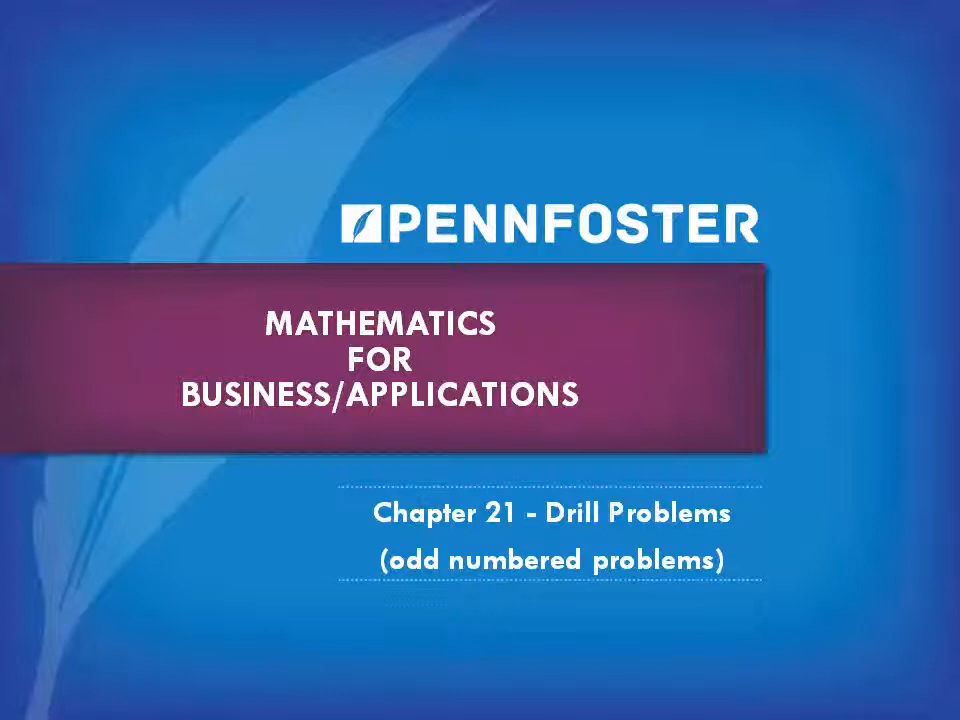 PENNFOSTER
MATHEMATICS
FOR
BUSINESS/APPLICATIONS
Chapter 21 - Drill Problems
(odd numbered problems)